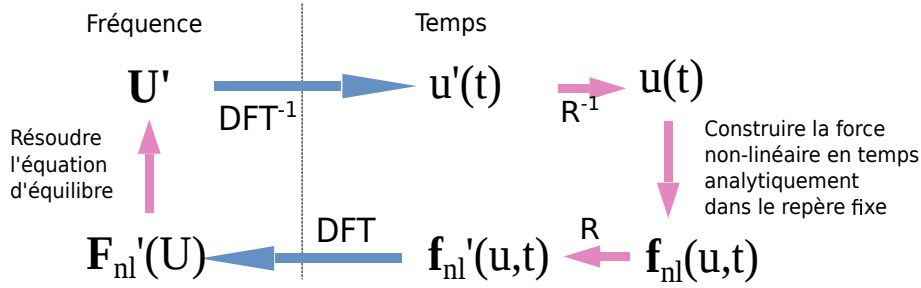 Fréquence
Temps
U'
DFT-1
u'(t)
R-1
u(t)
Résoudre
l'équation
d'équilibre
Construire la force
non-linéaire en temps
analytiquement
dans le repère fixe
Fnl'(U)
DFT
fnl'(u,t)
R
fnl(u,t)